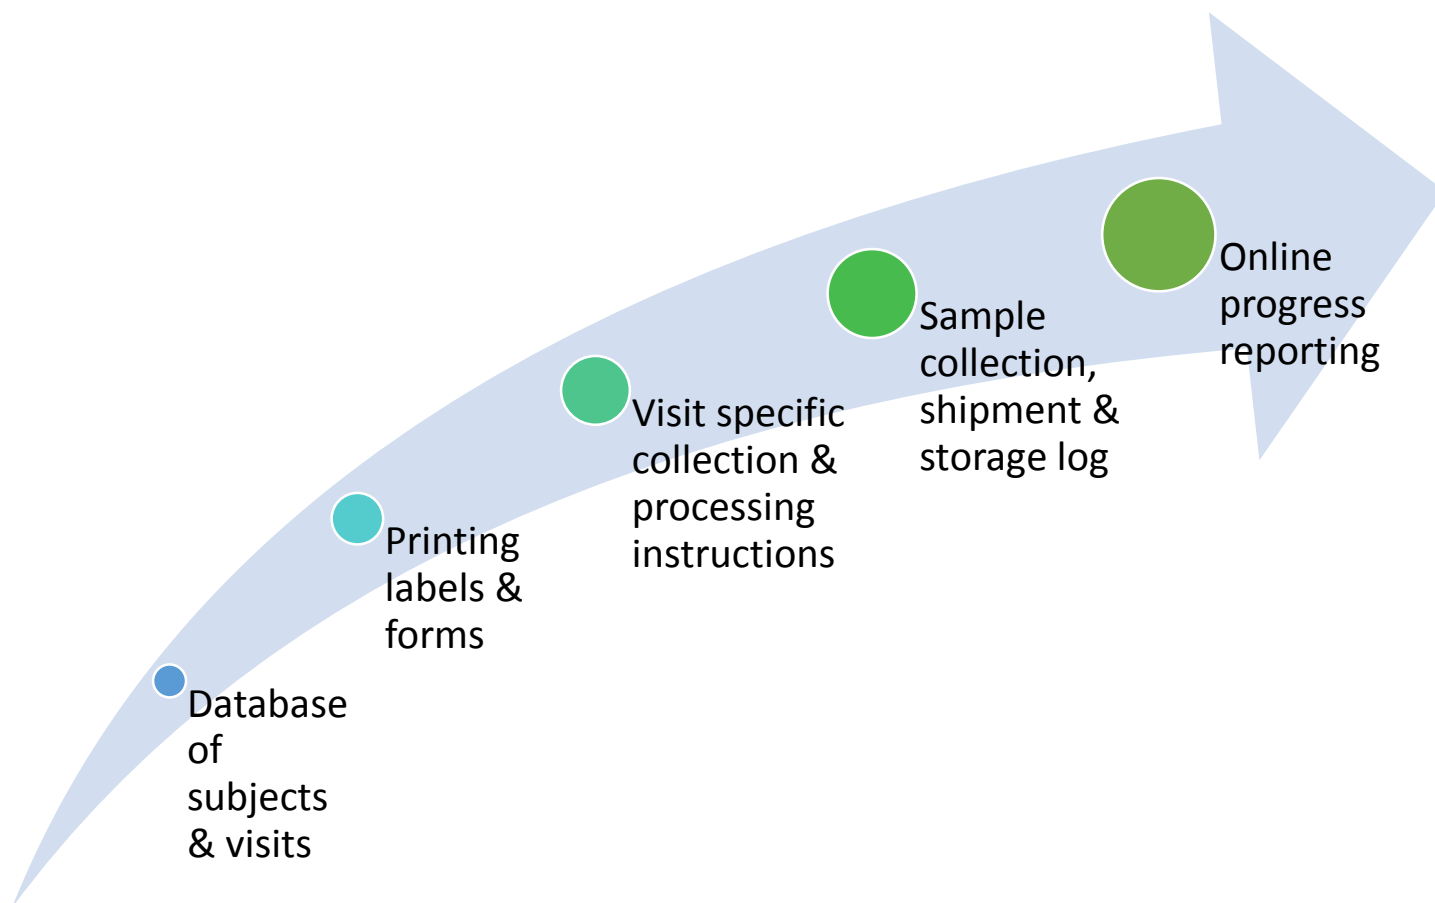 Database
of
subjects
& visits
Printing
labels &
forms
Visit specific
collection &
processing
instructions
Sample
collection,
shipment &
storage log
Online
progress
reporting